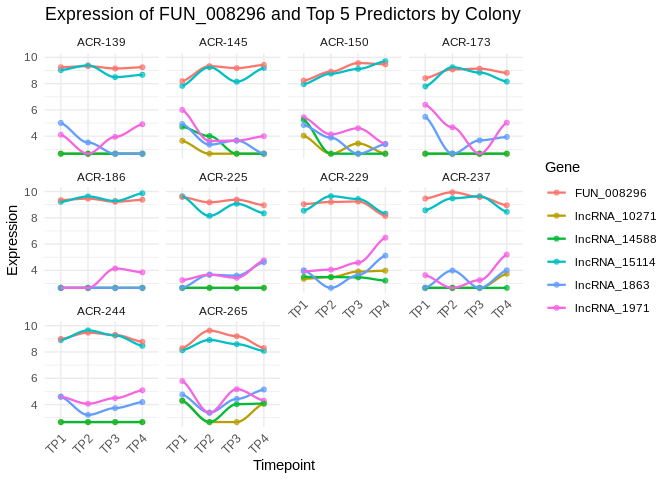 Expression of FUN_008296 and Top 5 Predictors by Colony
ACR-139 ACR-145 ACR-150 ACR-173
10
8
6
4
ACR-186 ACR-225 ACR-229 ACR-237
10
8
6
4
ACR-244 ACR-265
10
8
6
4
TP1 TP2 TP3 TP4 TP1 TP2 TP3 TP4
TP1 TP2 TP3 TP4 TP1 TP2 TP3 TP4
Timepoint
Expression
Gene
FUN_008296
lncRNA_10271
lncRNA_14588
lncRNA_15114
lncRNA_1863
lncRNA_1971